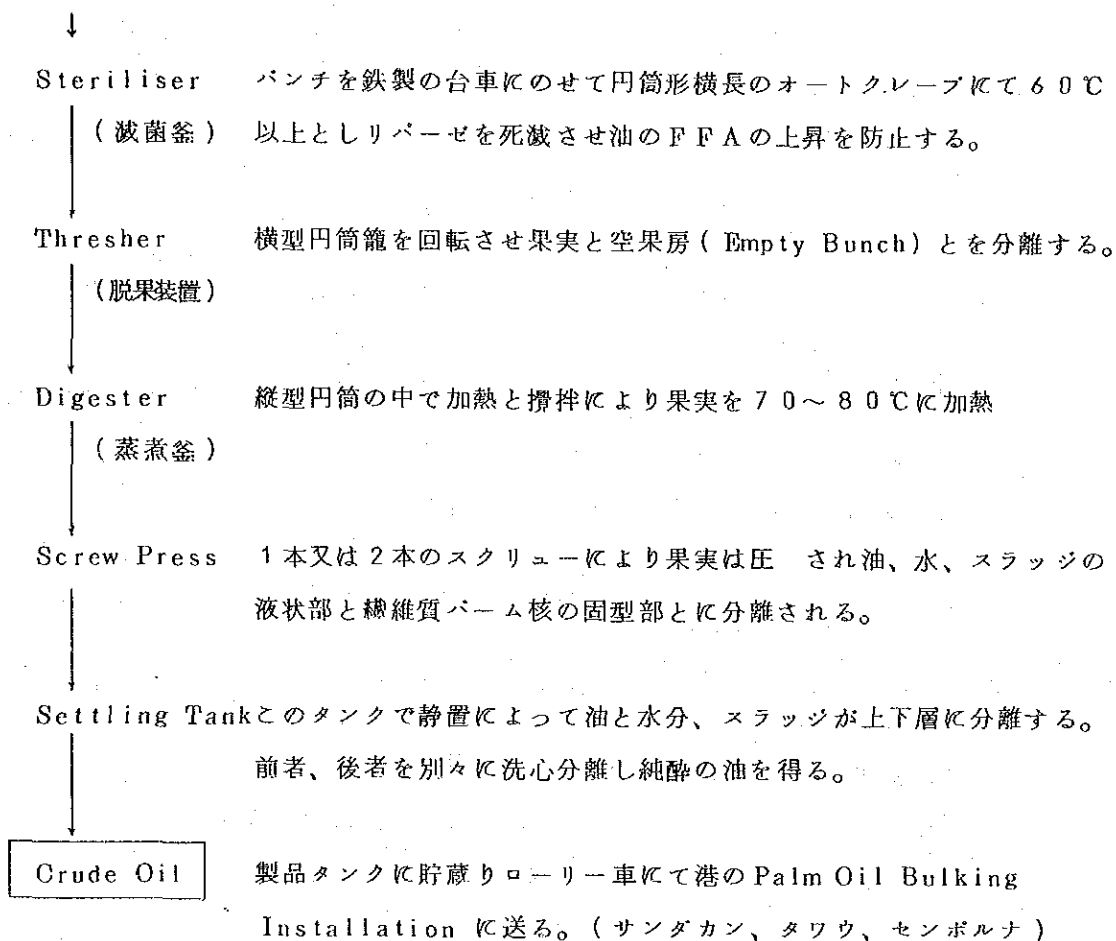 Steriliser バンチを鉄製の台車にのせて円筒形横長のオートクレーブにて60℃
(滅菌釜) 以上としリパーゼを死滅させ油のFFAの上昇を防止する。
Thresher 横型円筒籠を回転させ果実と空果房(Empty Bunch)とを分離する。
(脱果装置)
Digester 縦型円筒の中で加熱と攪拌により果実を70〜80℃に加熱
(蒸煮釜)
Screw Press 1本又は2本のスクリューにより果実は圧 され油、水、スラッジの
液状部と繊維質パーム核の固型部とに分離される。
Settling Tank このタンクで静置によって油と水分、スラッジが上下層に分離する。
前者、後者を別々に洗心分離し純酔の油を得る。
Crude Oil 製品タンクに貯蔵りローリー車にて港のPalm Oil Bulking
Installation に送る。(サンダカン、タワウ、センポルナ)